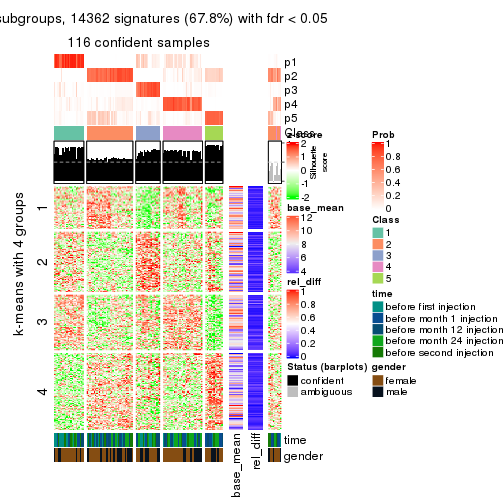 subgroups, 14362 signatures (67.8%) with fdr < 0.05
116 confident samples
p1
p2
p3
p4
p5
Class
Silhouette score
1
2
3
4
k-means with 4 groups
base_mean
rel_diff
time
gender
z-score
2
1
0
-1
-2
base_mean
12
10
8
6
4
rel_diff
1
0.8
0.6
0.4
0.2
0
Status (barplots)
confident
ambiguous
Prob
1
0.8
0.6
0.4
0.2
0
Class
1
2
3
4
5
time
before first injection
before month 1 injection
before month 12 injection
before month 24 injection
before second injection
gender
female
male